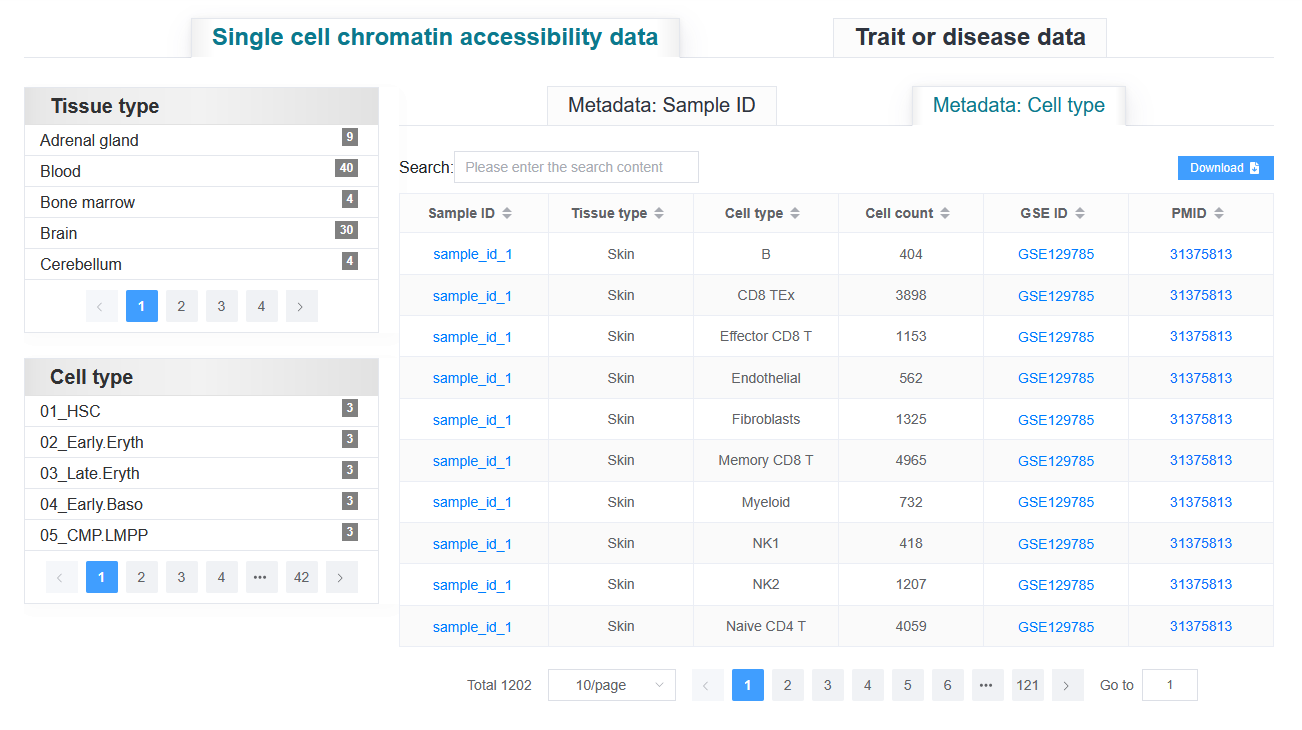 Single cell chromatin accessibility data
Trait or disease data
Tissue type
Adrenal gland 9
Blood 40
Bone marrow 4
Brain 30
Cerebellum 4
1 2 3 4
Cell type
01_HSC 3
02_Early.Eryth 3
03_Late.Eryth 3
04_Early.Baso 3
05_CMP.LMPP 3
1 2 3 4 ••• 42
Metadata: Sample ID
Metadata: Cell type
Search: Please enter the search content
Download
Sample ID Tissue type Cell type Cell count GSE ID PMID
sample_id_1 Skin B 404 GSE129785 31375813
sample_id_1 Skin CD8 TEx 3898 GSE129785 31375813
sample_id_1 Skin Effector CD8 T 1153 GSE129785 31375813
sample_id_1 Skin Endothelial 562 GSE129785 31375813
sample_id_1 Skin Fibroblasts 1325 GSE129785 31375813
sample_id_1 Skin Memory CD8 T 4965 GSE129785 31375813
sample_id_1 Skin Myeloid 732 GSE129785 31375813
sample_id_1 Skin NK1 418 GSE129785 31375813
sample_id_1 Skin NK2 1207 GSE129785 31375813
sample_id_1 Skin Naive CD4 T 4059 GSE129785 31375813
Total 1202 10/page 1 2 3 4 5 6 ••• 121 Go to 1